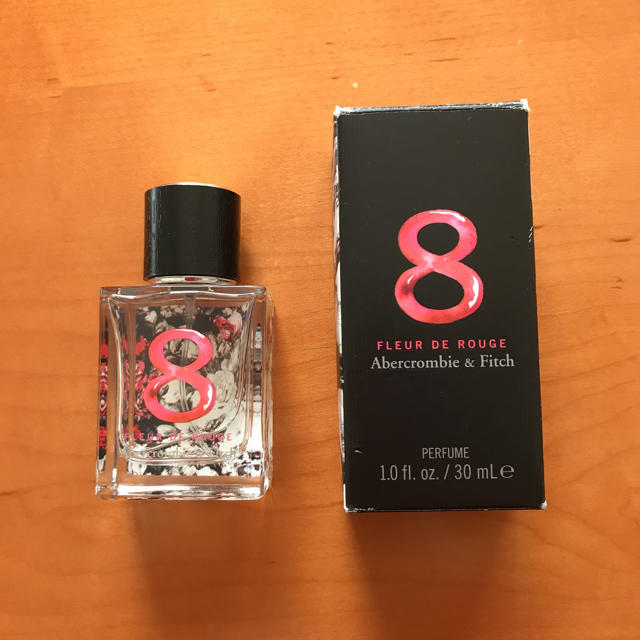 8
FLEUR DE ROUGE
8
FLEUR DE ROUGE
Abercrombie & Fitch
PERFUME
1.0 fl. oz. / 30 mL℮